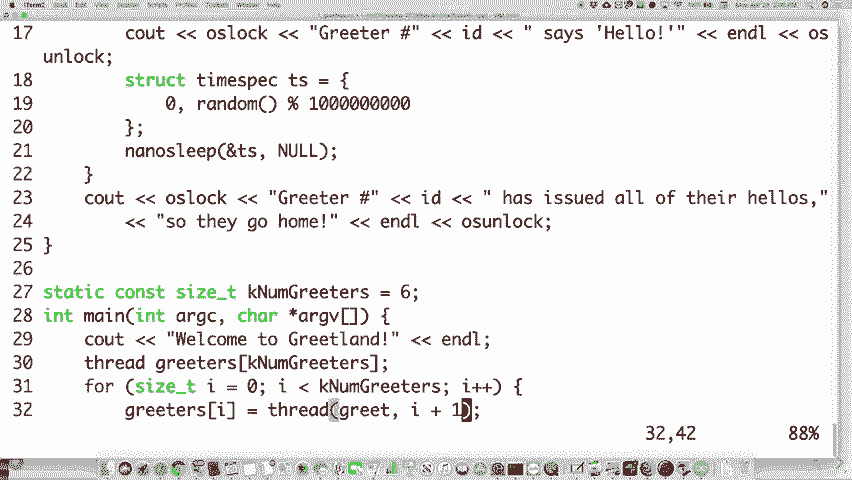 17        cout << oslock << "Greeter #" << id << " says 'Hello!'" << endl << os
unlock;
18        struct timespec ts = {
19            0, random() % 1000000000
20        };
21        nanosleep(&ts, NULL);
22    }
23    cout << oslock << "Greeter #" << id << " has issued all of their hellos,"
24        << "so they go home!" << endl << osunlock;
25 }
26
27 static const size_t kNumGreeters = 6;
28 int main(int argc, char *argv[]) {
29    cout << "Welcome to Greetland!" << endl;
30    thread greeters[kNumGreeters];
31    for (size_t i = 0; i < kNumGreeters; i++) {
32        greeters[i] = thread(greet, i + 1);
32,42 88%